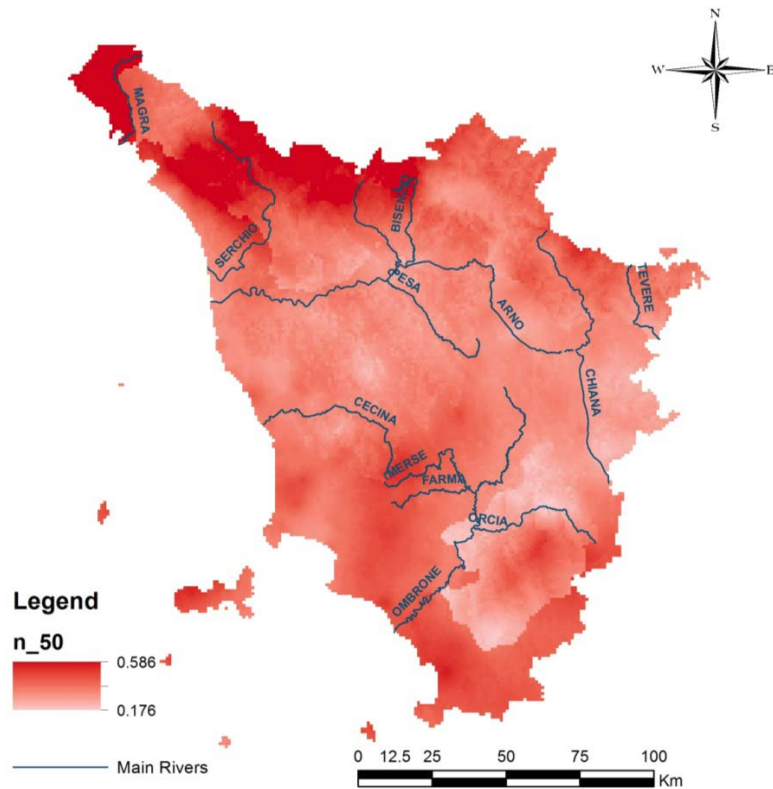 N
W E
S
MAGRA
SERCHIO
BISENZIO
PESA
ARNO
TEVERE
CHIANA
CECINA
MERSE
FARMA
ORCIA
OMBRONE
Legend
n_50
0.586
0.176
Main Rivers
0 12.5 25 50 75 100
Km